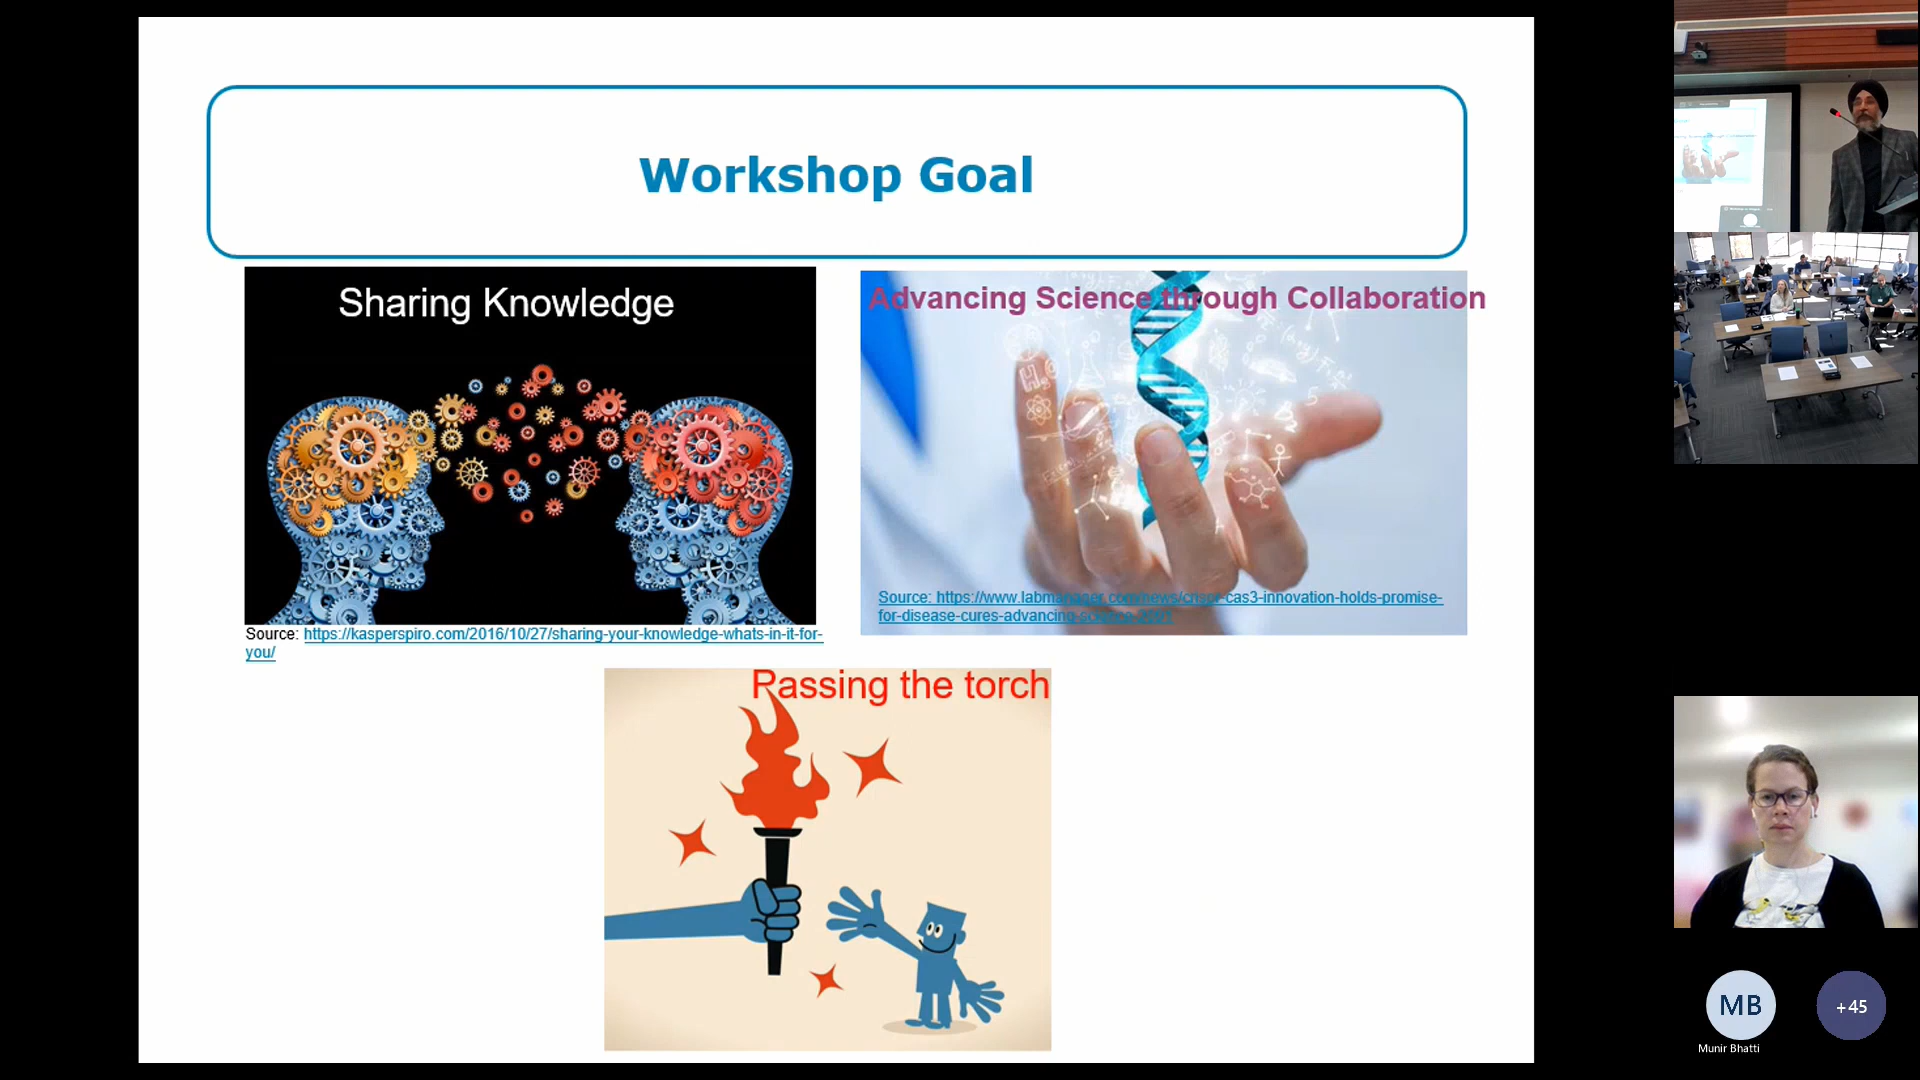 Workshop Goal
Sharing Knowledge
Advancing Science through Collaboration
Source: https://www.labmanager.com/news/crispr-cas3-innovation-holds-promise-
for-disease-cures-advancing-science-2001
Source: https://kasperspiro.com/2016/10/27/sharing-your-knowledge-whats-in-it-for-
you/
Passing the torch
MB
+45
Munir Bhatti